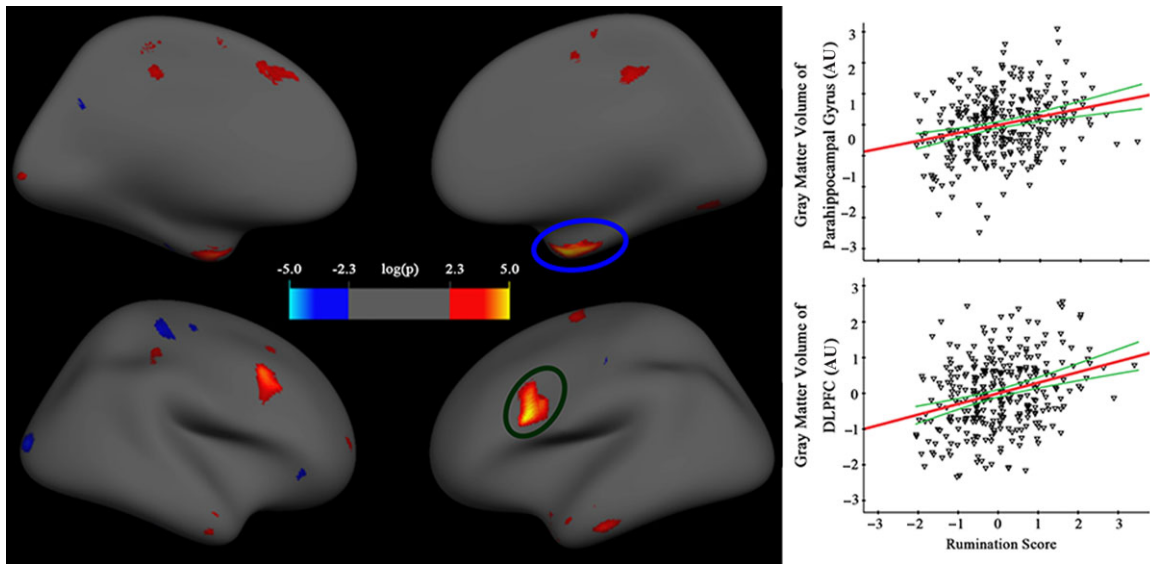 -5.0 -2.3 log(p) 2.3 5.0
Gray Matter Volume of
Parahippocampal Gyrus (AU)
3
2
1
0
−1
−2
−3
Gray Matter Volume of
DLPFC (AU)
3
2
1
0
−1
−2
−3
−3 −2 −1 0 1 2 3
Rumination Score